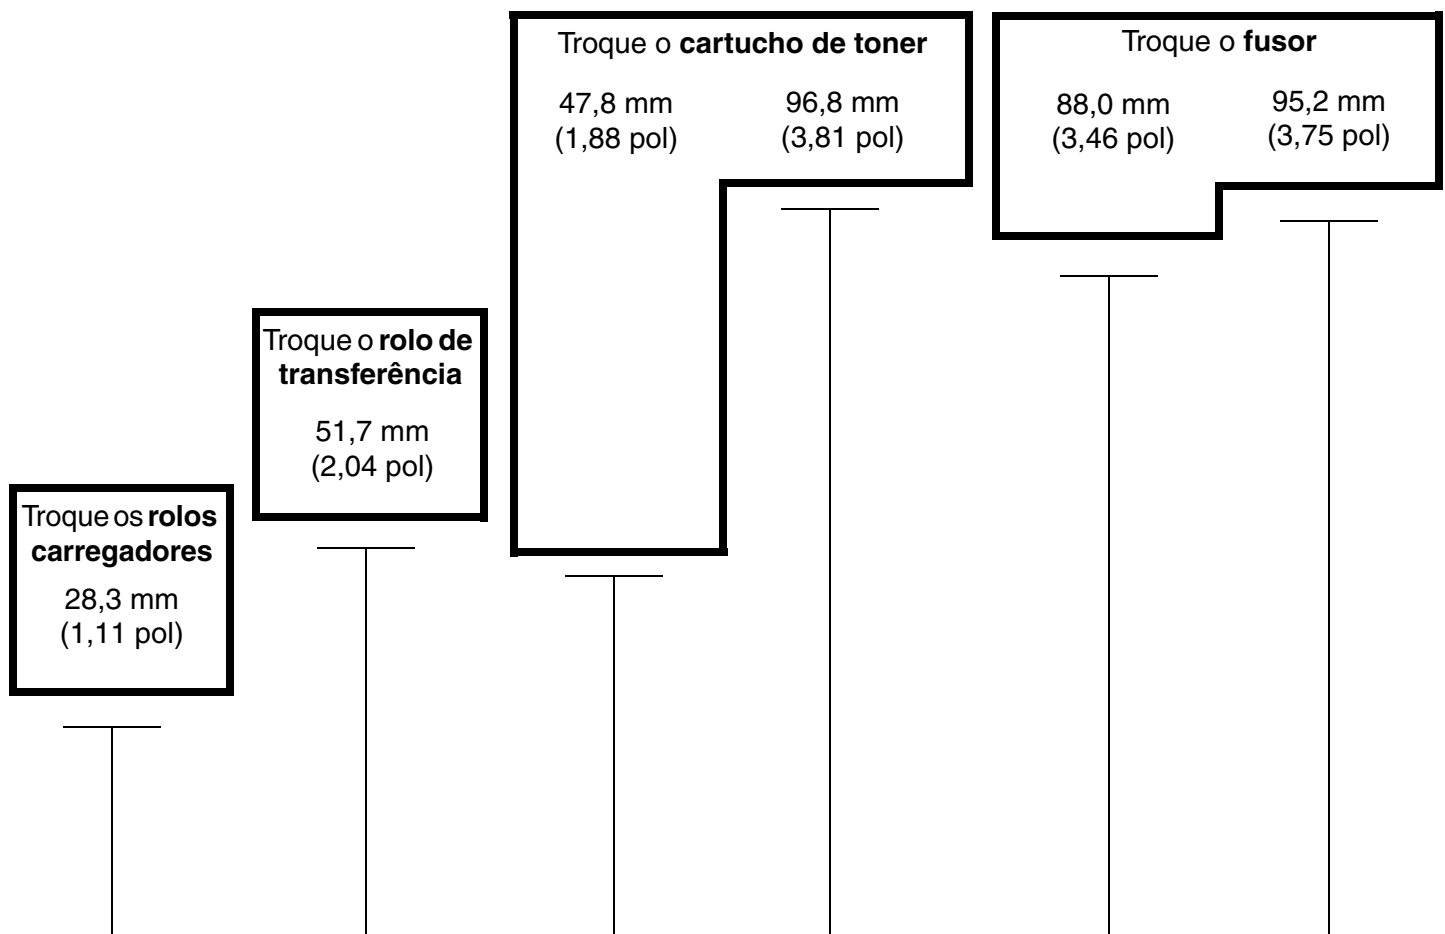 Troque o cartucho de toner
47,8 mm
(1,88 pol)
96,8 mm
(3,81 pol)
Troque o fusor
88,0 mm
(3,46 pol)
95,2 mm
(3,75 pol)
Troque o rolo de
transferência
51,7 mm
(2,04 pol)
Troque os rolos
carregadores
28,3 mm
(1,11 pol)